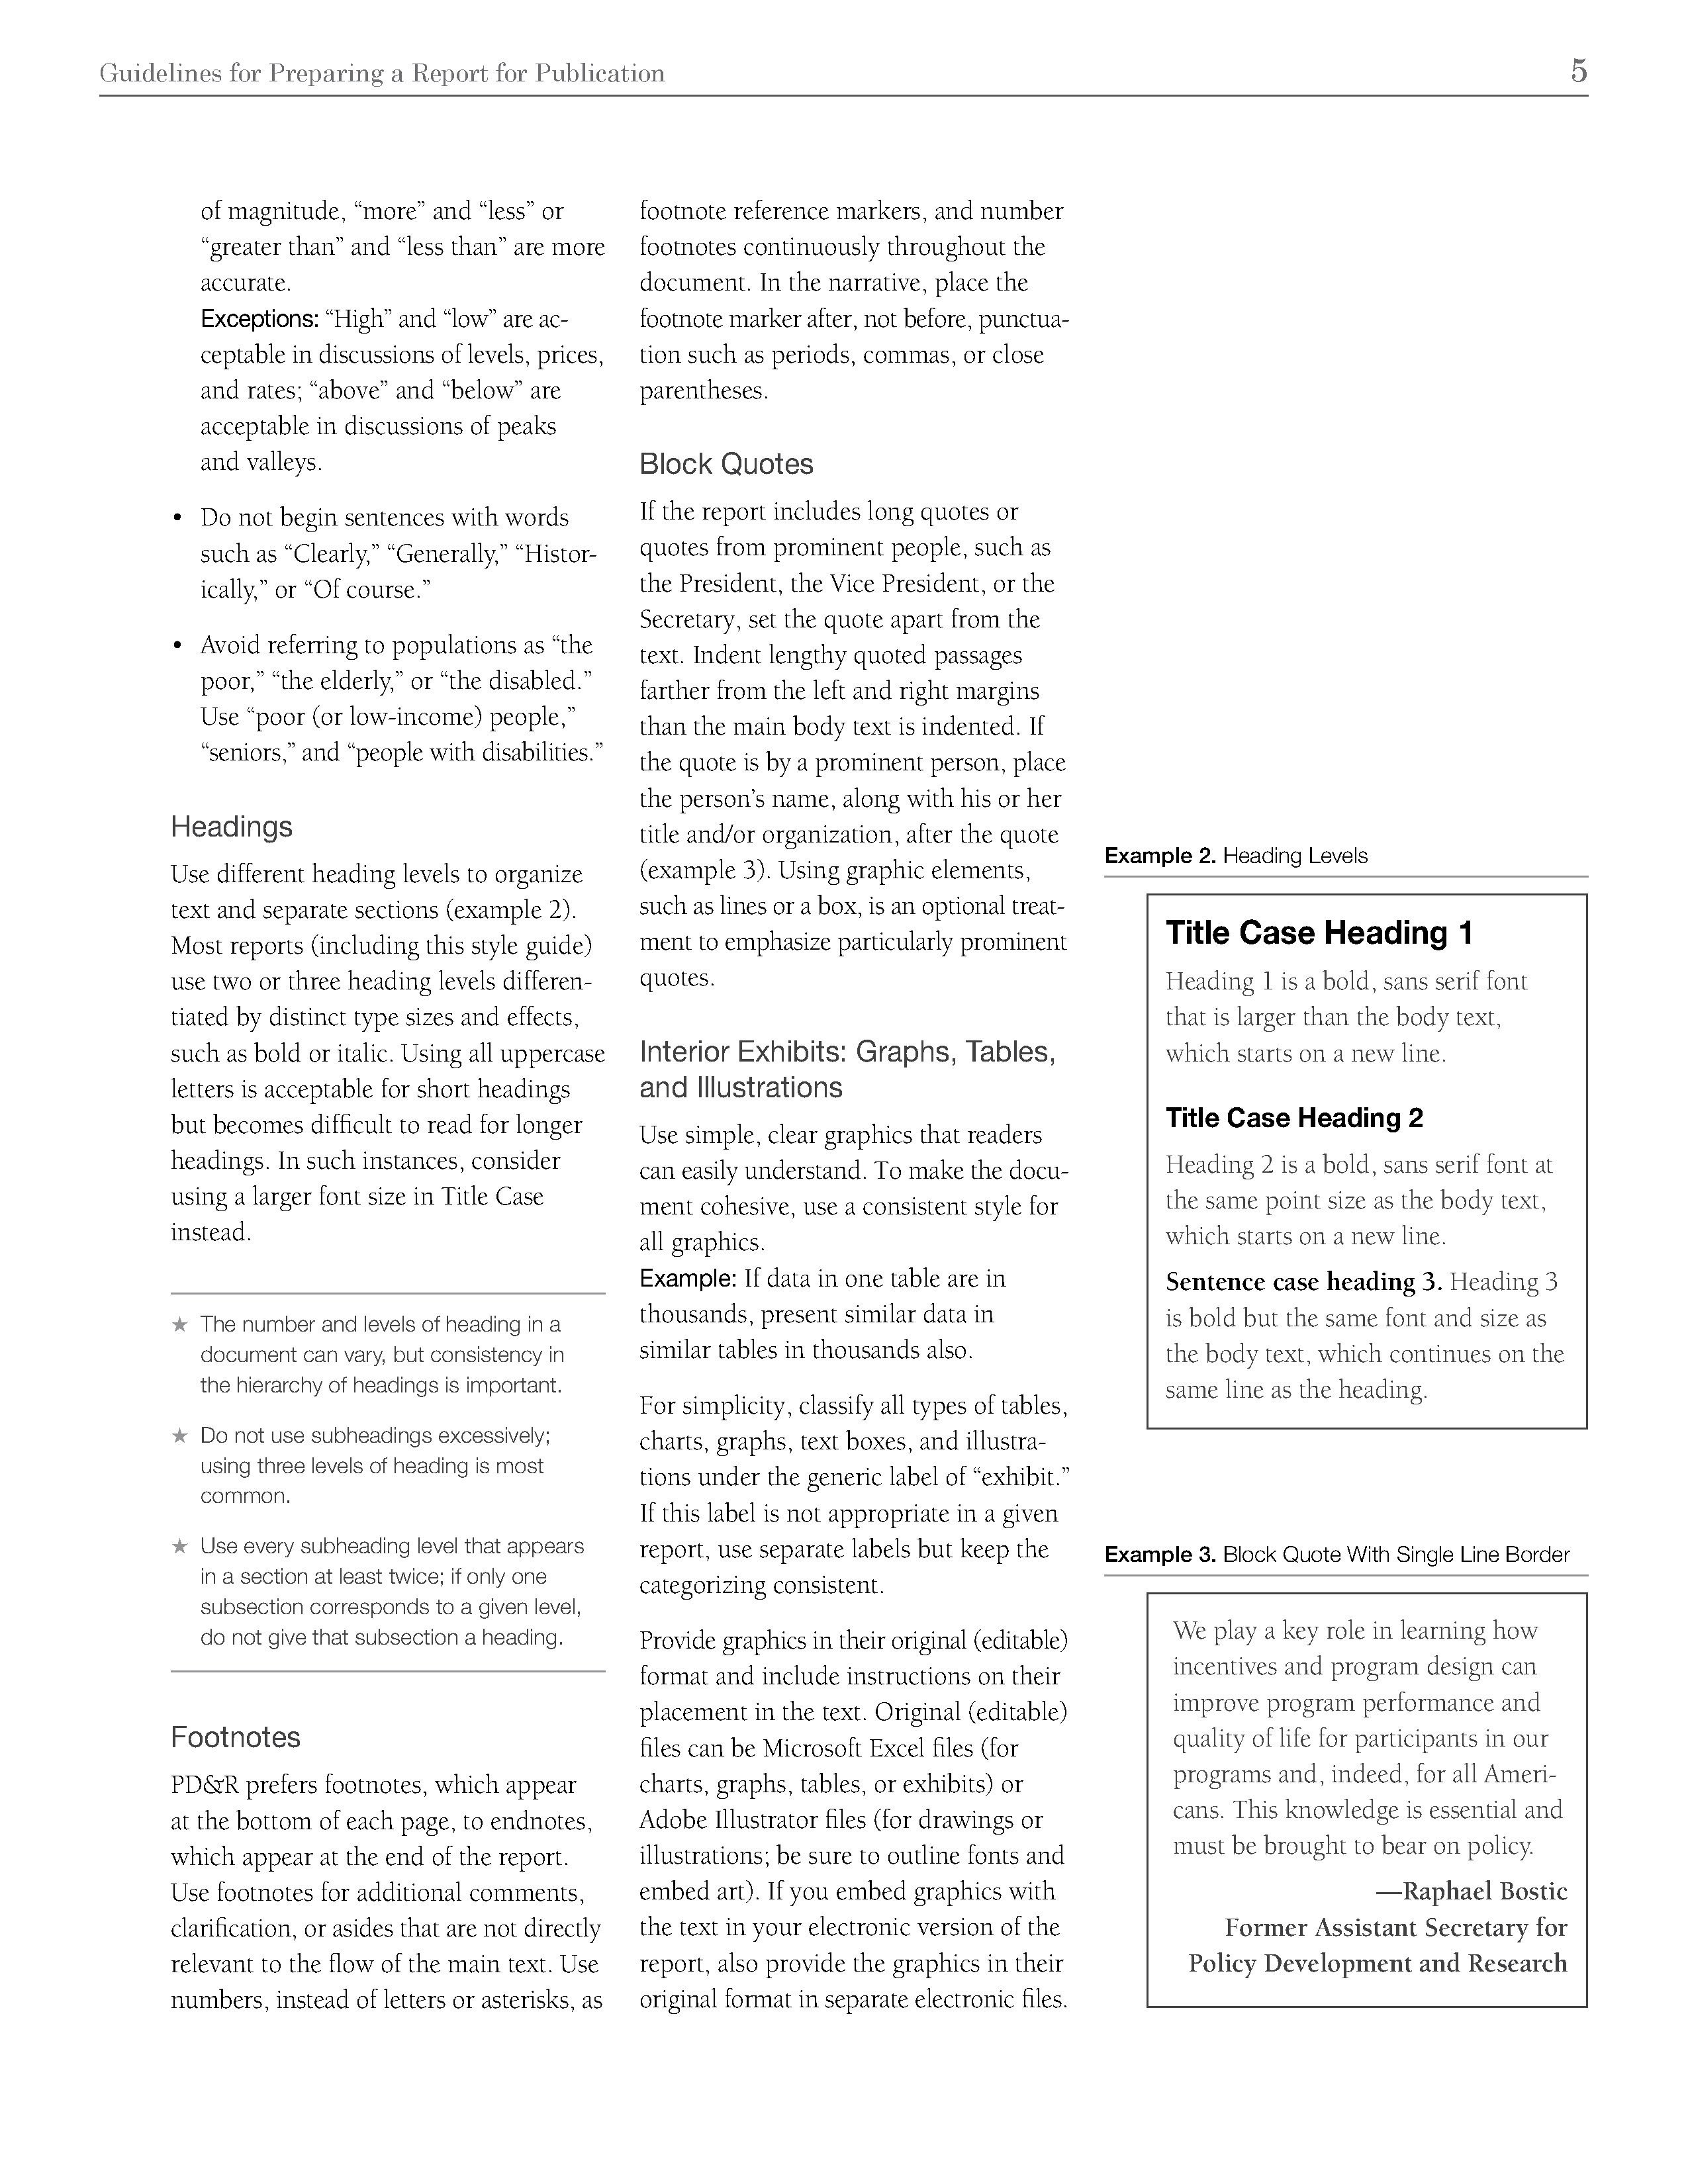 Guidelines for Preparing a Report for Publication 5
of magnitude, “more” and “less” or
“greater than” and “less than” are more
accurate.
Exceptions: “High” and “low” are ac-
ceptable in discussions of levels, prices,
and rates; “above” and “below” are
acceptable in discussions of peaks
and valleys.
• Do not begin sentences with words
such as “Clearly,” “Generally,” “Histor-
ically,” or “Of course.”
• Avoid referring to populations as “the
poor,” “the elderly,” or “the disabled.”
Use “poor (or low-income) people,”
“seniors,” and “people with disabilities.”
Headings
Use different heading levels to organize
text and separate sections (example 2).
Most reports (including this style guide)
use two or three heading levels differen-
tiated by distinct type sizes and effects,
such as bold or italic. Using all uppercase
letters is acceptable for short headings
but becomes difficult to read for longer
headings. In such instances, consider
using a larger font size in Title Case
instead.
★ The number and levels of heading in a
document can vary, but consistency in
the hierarchy of headings is important.
★ Do not use subheadings excessively;
using three levels of heading is most
common.
★ Use every subheading level that appears
in a section at least twice; if only one
subsection corresponds to a given level,
do not give that subsection a heading.
Footnotes
PD&R prefers footnotes, which appear
at the bottom of each page, to endnotes,
which appear at the end of the report.
Use footnotes for additional comments,
clarification, or asides that are not directly
relevant to the flow of the main text. Use
numbers, instead of letters or asterisks, as
footnote reference markers, and number
footnotes continuously throughout the
document. In the narrative, place the
footnote marker after, not before, punctua-
tion such as periods, commas, or close
parentheses.
Block Quotes
If the report includes long quotes or
quotes from prominent people, such as
the President, the Vice President, or the
Secretary, set the quote apart from the
text. Indent lengthy quoted passages
farther from the left and right margins
than the main body text is indented. If
the quote is by a prominent person, place
the person’s name, along with his or her
title and/or organization, after the quote
(example 3). Using graphic elements,
such as lines or a box, is an optional treat-
ment to emphasize particularly prominent
quotes.
Interior Exhibits: Graphs, Tables,
and Illustrations
Use simple, clear graphics that readers
can easily understand. To make the docu-
ment cohesive, use a consistent style for
all graphics.
Example: If data in one table are in
thousands, present similar data in
similar tables in thousands also.
For simplicity, classify all types of tables,
charts, graphs, text boxes, and illustra-
tions under the generic label of “exhibit.”
If this label is not appropriate in a given
report, use separate labels but keep the
categorizing consistent.
Provide graphics in their original (editable)
format and include instructions on their
placement in the text. Original (editable)
files can be Microsoft Excel files (for
charts, graphs, tables, or exhibits) or
Adobe Illustrator files (for drawings or
illustrations; be sure to outline fonts and
embed art). If you embed graphics with
the text in your electronic version of the
report, also provide the graphics in their
original format in separate electronic files.
Example 2. Heading Levels
Title Case Heading 1
Heading 1 is a bold, sans serif font
that is larger than the body text,
which starts on a new line.
Title Case Heading 2
Heading 2 is a bold, sans serif font at
the same point size as the body text,
which starts on a new line.
Sentence case heading 3. Heading 3
is bold but the same font and size as
the body text, which continues on the
same line as the heading.
Example 3. Block Quote With Single Line Border
We play a key role in learning how
incentives and program design can
improve program performance and
quality of life for participants in our
programs and, indeed, for all Ameri-
cans. This knowledge is essential and
must be brought to bear on policy.
—Raphael Bostic
Former Assistant Secretary for
Policy Development and Research